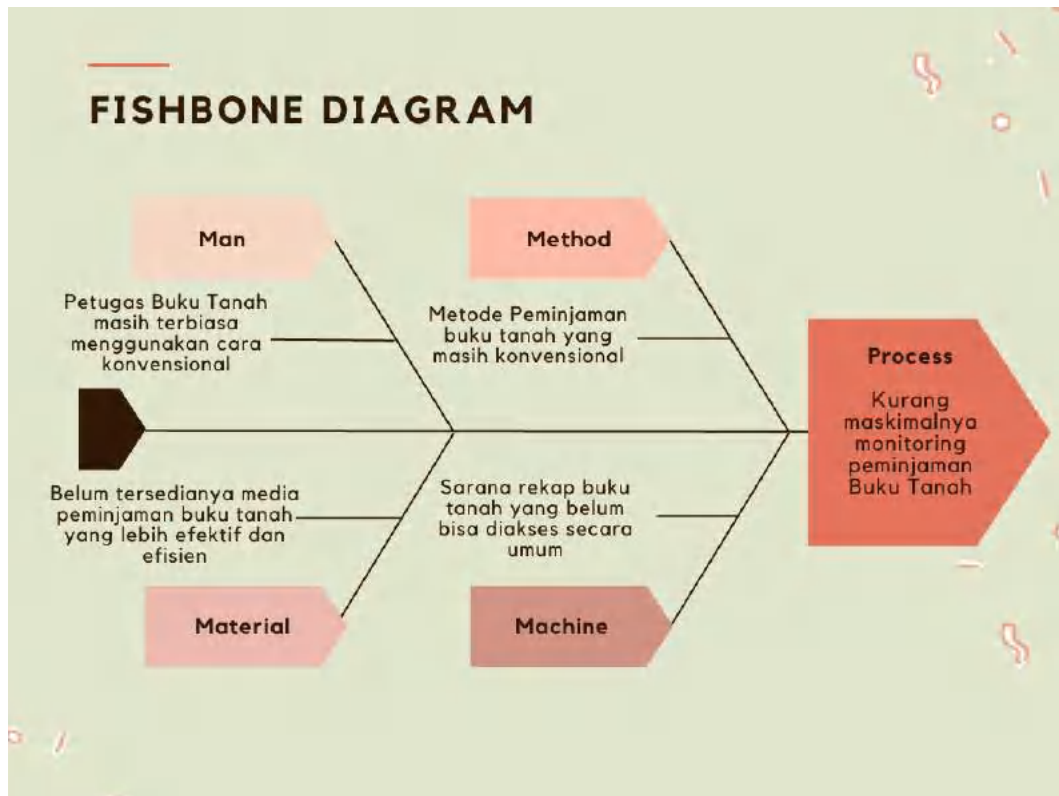 FISHBONE DIAGRAM
Man
Petugas Buku Tanah
masih terbiasa
menggunakan cara
konvensional
Method
Metode Peminjaman
buku tanah yang
masih konvensional
Process
Kurang
maskimalnya
monitoring
peminjaman
Buku Tanah
Belum tersedianya media
peminjaman buku tanah
yang lebih efektif dan
efisien
Material
Sarana rekap buku
tanah yang belum
bisa diakses secara
umum
Machine